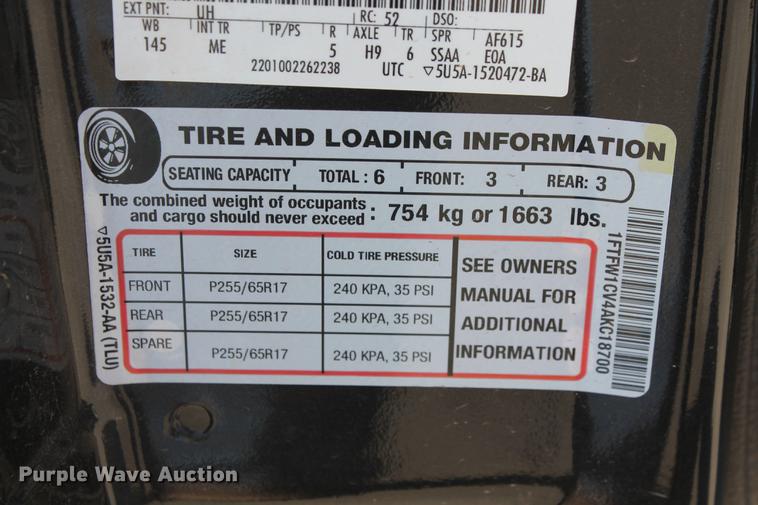 EXT PNT: UH RC: 52 DSO:
WB INT TR TP/PS R AXLE TR SPR AF615
145 ME 5 H9 6 SSAA E0A
2201002262238 UTC ▽5U5A-1520472-BA
TIRE AND LOADING INFORMATION
SEATING CAPACITY TOTAL: 6 FRONT: 3 REAR: 3
The combined weight of occupants
and cargo should never exceed: 754 kg or 1663 lbs.
TIRE SIZE COLD TIRE PRESSURE
FRONT P255/65R17 240 KPA, 35 PSI
REAR P255/65R17 240 KPA, 35 PSI
SPARE P255/65R17 240 KPA, 35 PSI
SEE OWNERS
MANUAL FOR
ADDITIONAL
INFORMATION
▽5U5A-1532-AA (TLU)
1FTFW1CV4AKC18700
Purple Wave Auction